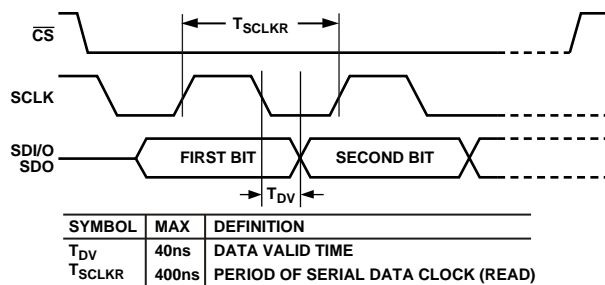 CS
T_SCLKR
SCLK
SDI/O
SDO
FIRST BIT SECOND BIT
T_DV
SYMBOL MAX DEFINITION
T_DV 40ns DATA VALID TIME
T_SCLKR 400ns PERIOD OF SERIAL DATA CLOCK (READ)